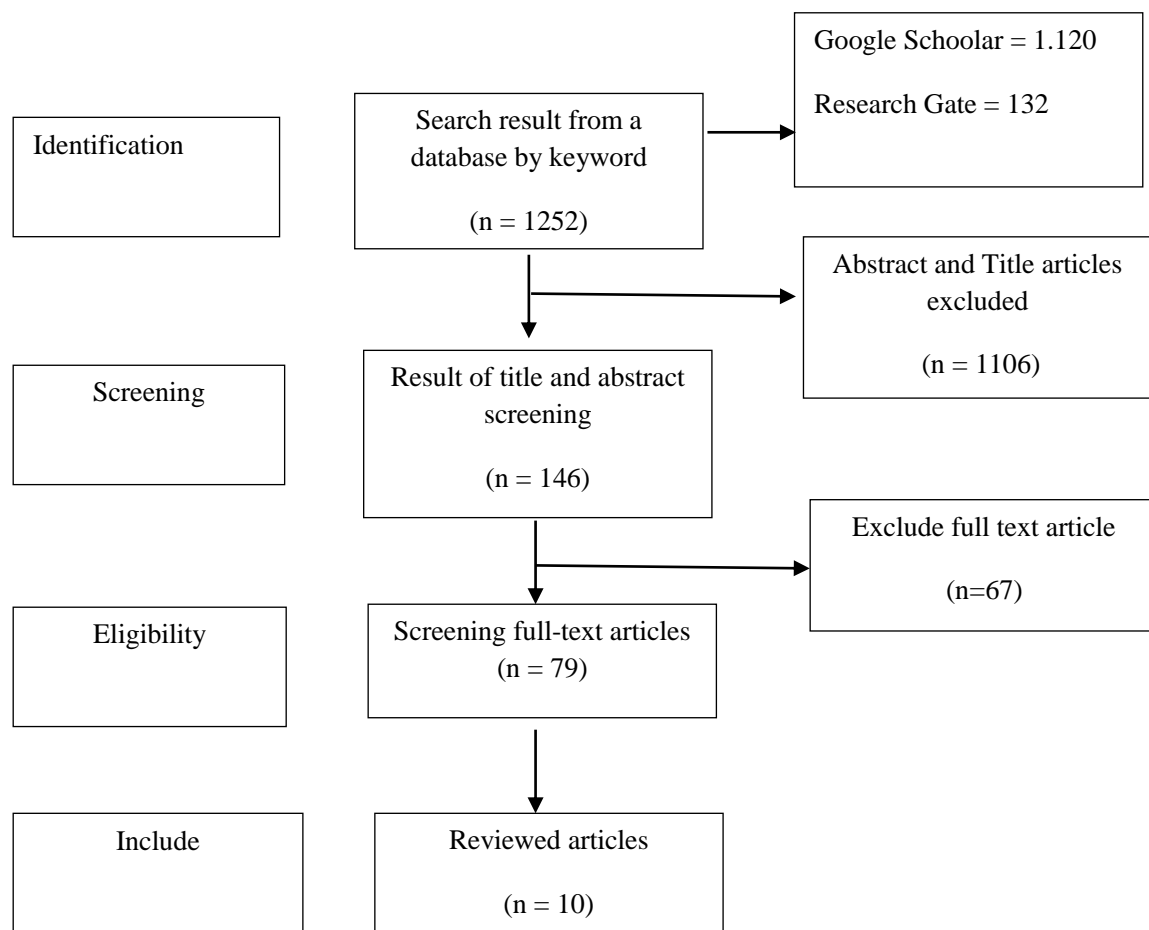 Google Schoolar = 1.120
Research Gate = 132
Identification
Search result from a
database by keyword
(n = 1252)
Abstract and Title articles
excluded
(n = 1106)
Screening
Result of title and abstract
screening
(n = 146)
Exclude full text article
(n=67)
Eligibility
Screening full-text articles
(n = 79)
Include
Reviewed articles
(n = 10)